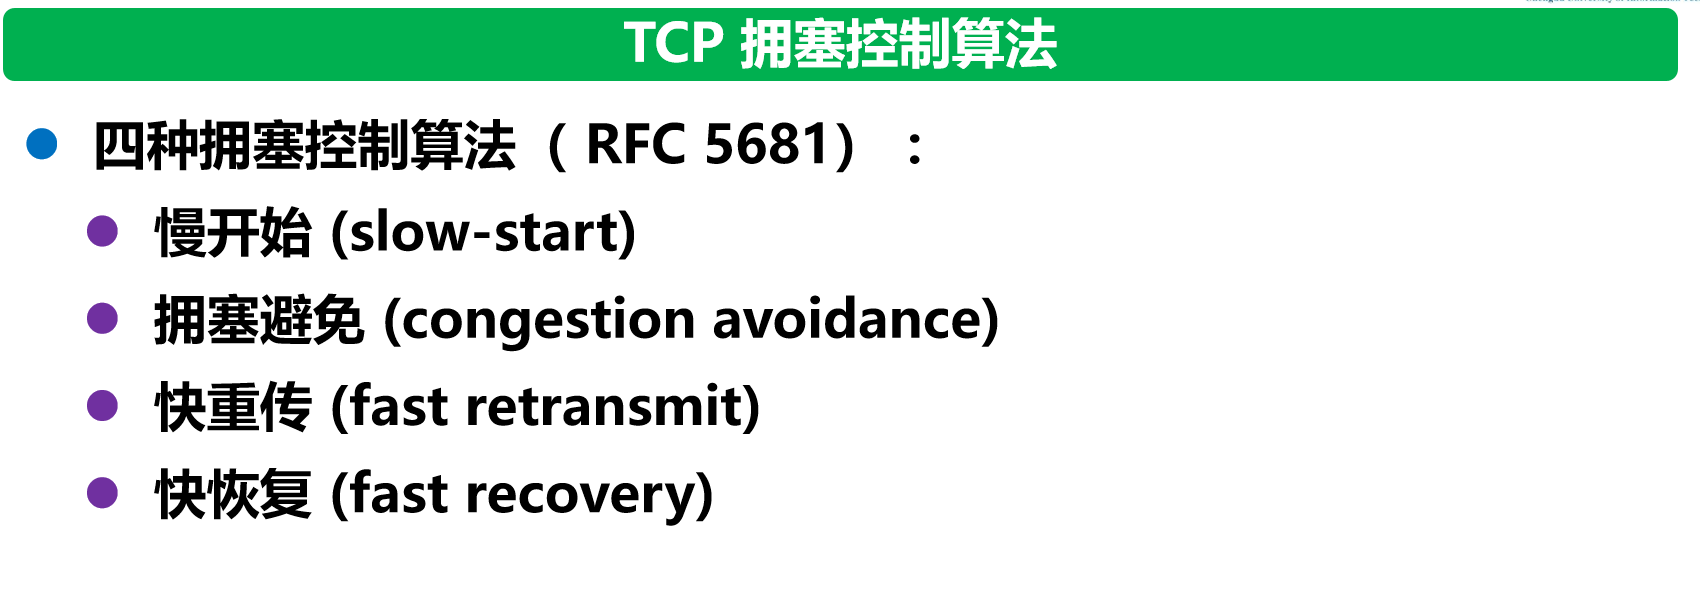 TCP 拥塞控制算法
四种拥塞控制算法（ RFC 5681） ：
慢开始 (slow-start)
拥塞避免 (congestion avoidance)
快重传 (fast retransmit)
快恢复 (fast recovery)